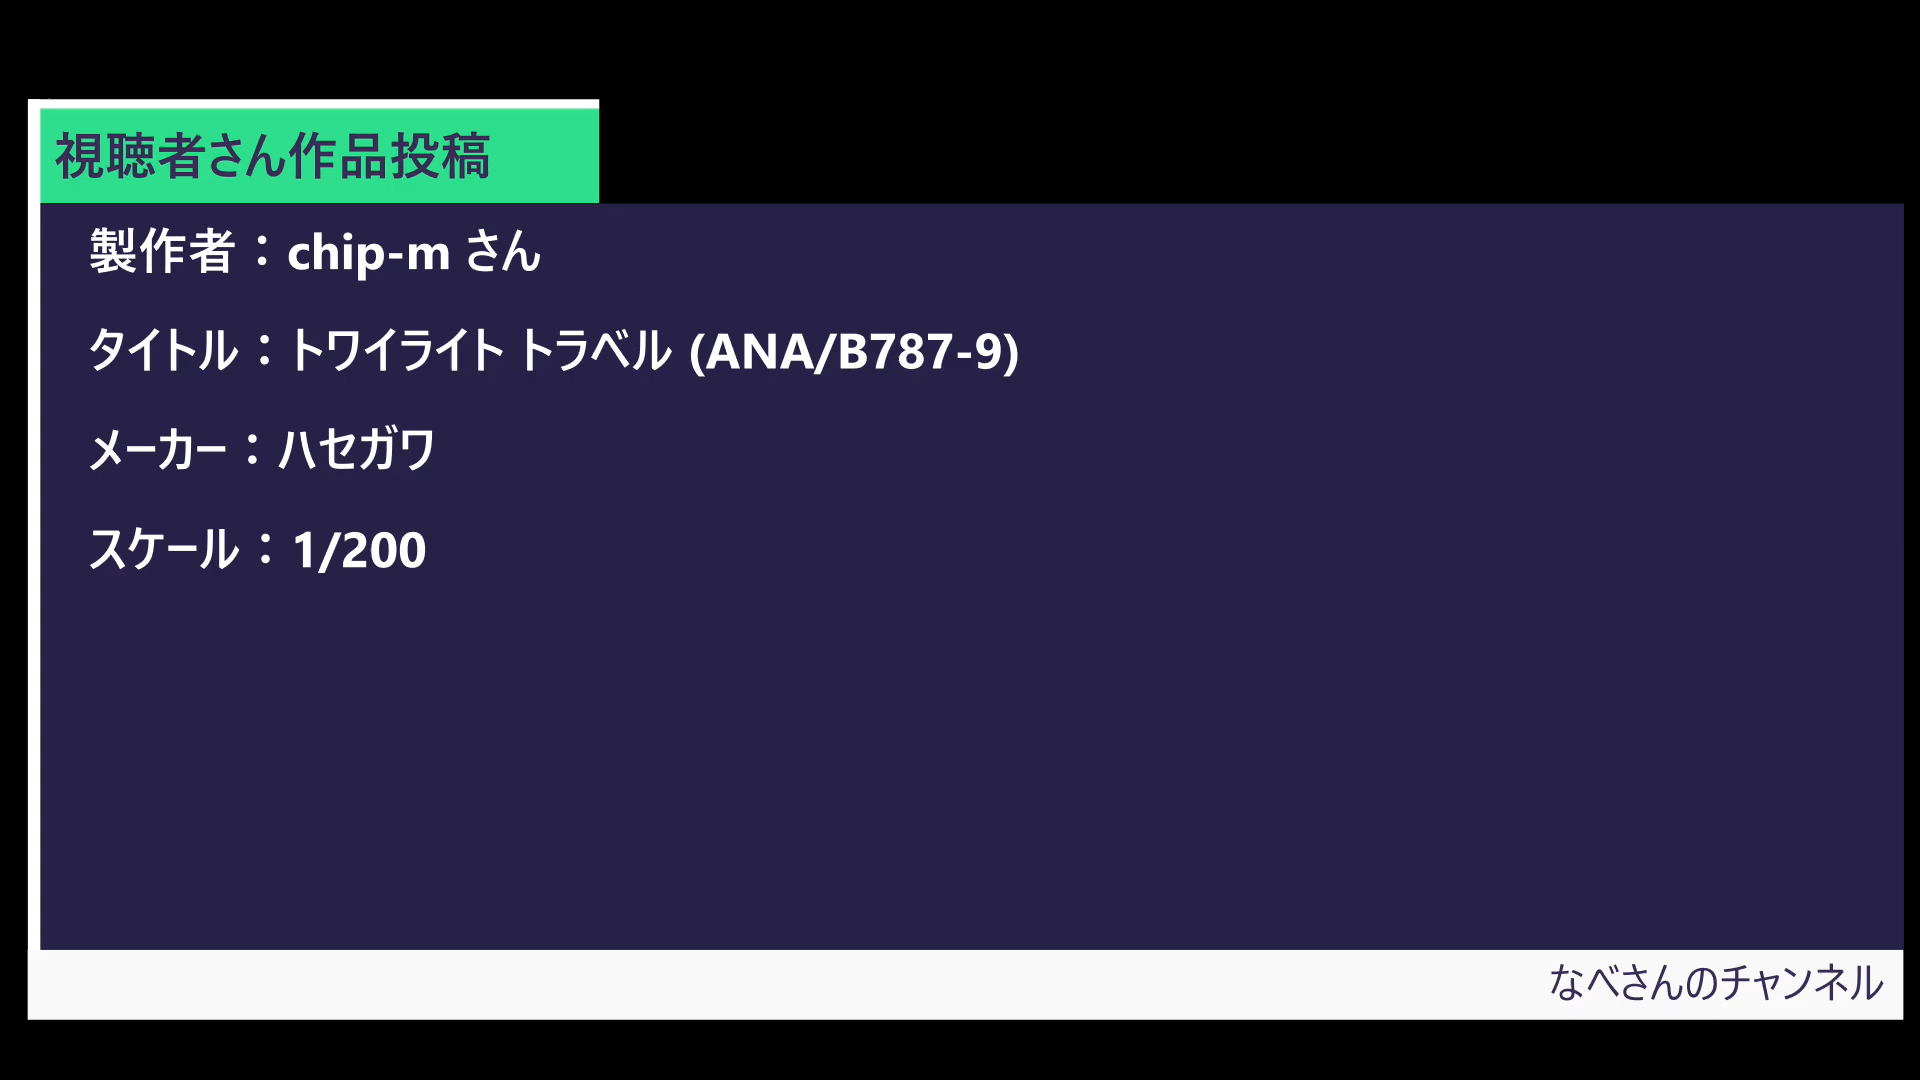 視聴者さん作品投稿
製作者：chip-m さん
タイトル：トワイライト トラベル (ANA/B787-9)
メーカー：ハセガワ
スケール：1/200
なべさんのチャンネル